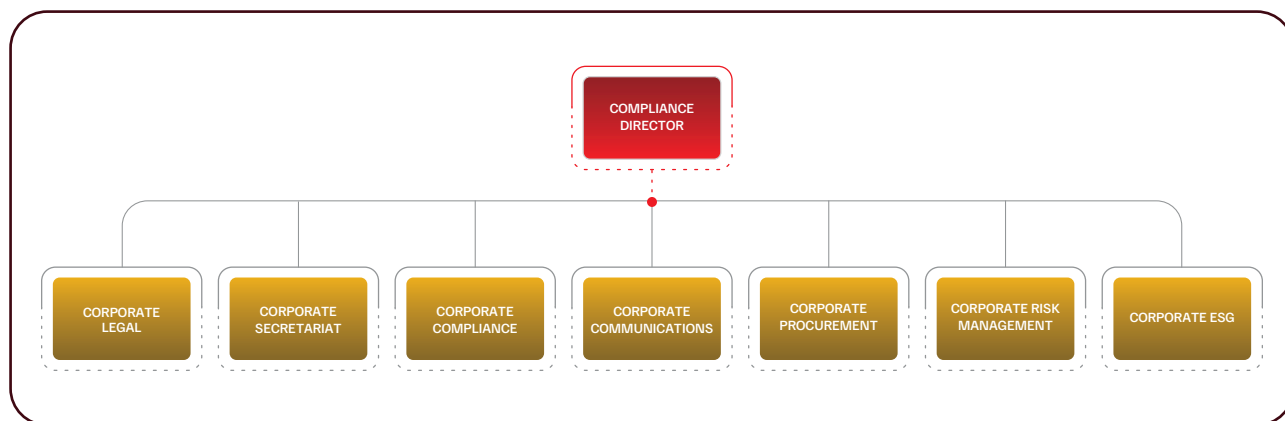 COMPLIANCE
DIRECTOR
CORPORATE
LEGAL
CORPORATE
SECRETARIAT
CORPORATE
COMPLIANCE
CORPORATE
COMMUNICATIONS
CORPORATE
PROCUREMENT
CORPORATE RISK
MANAGEMENT
CORPORATE ESG